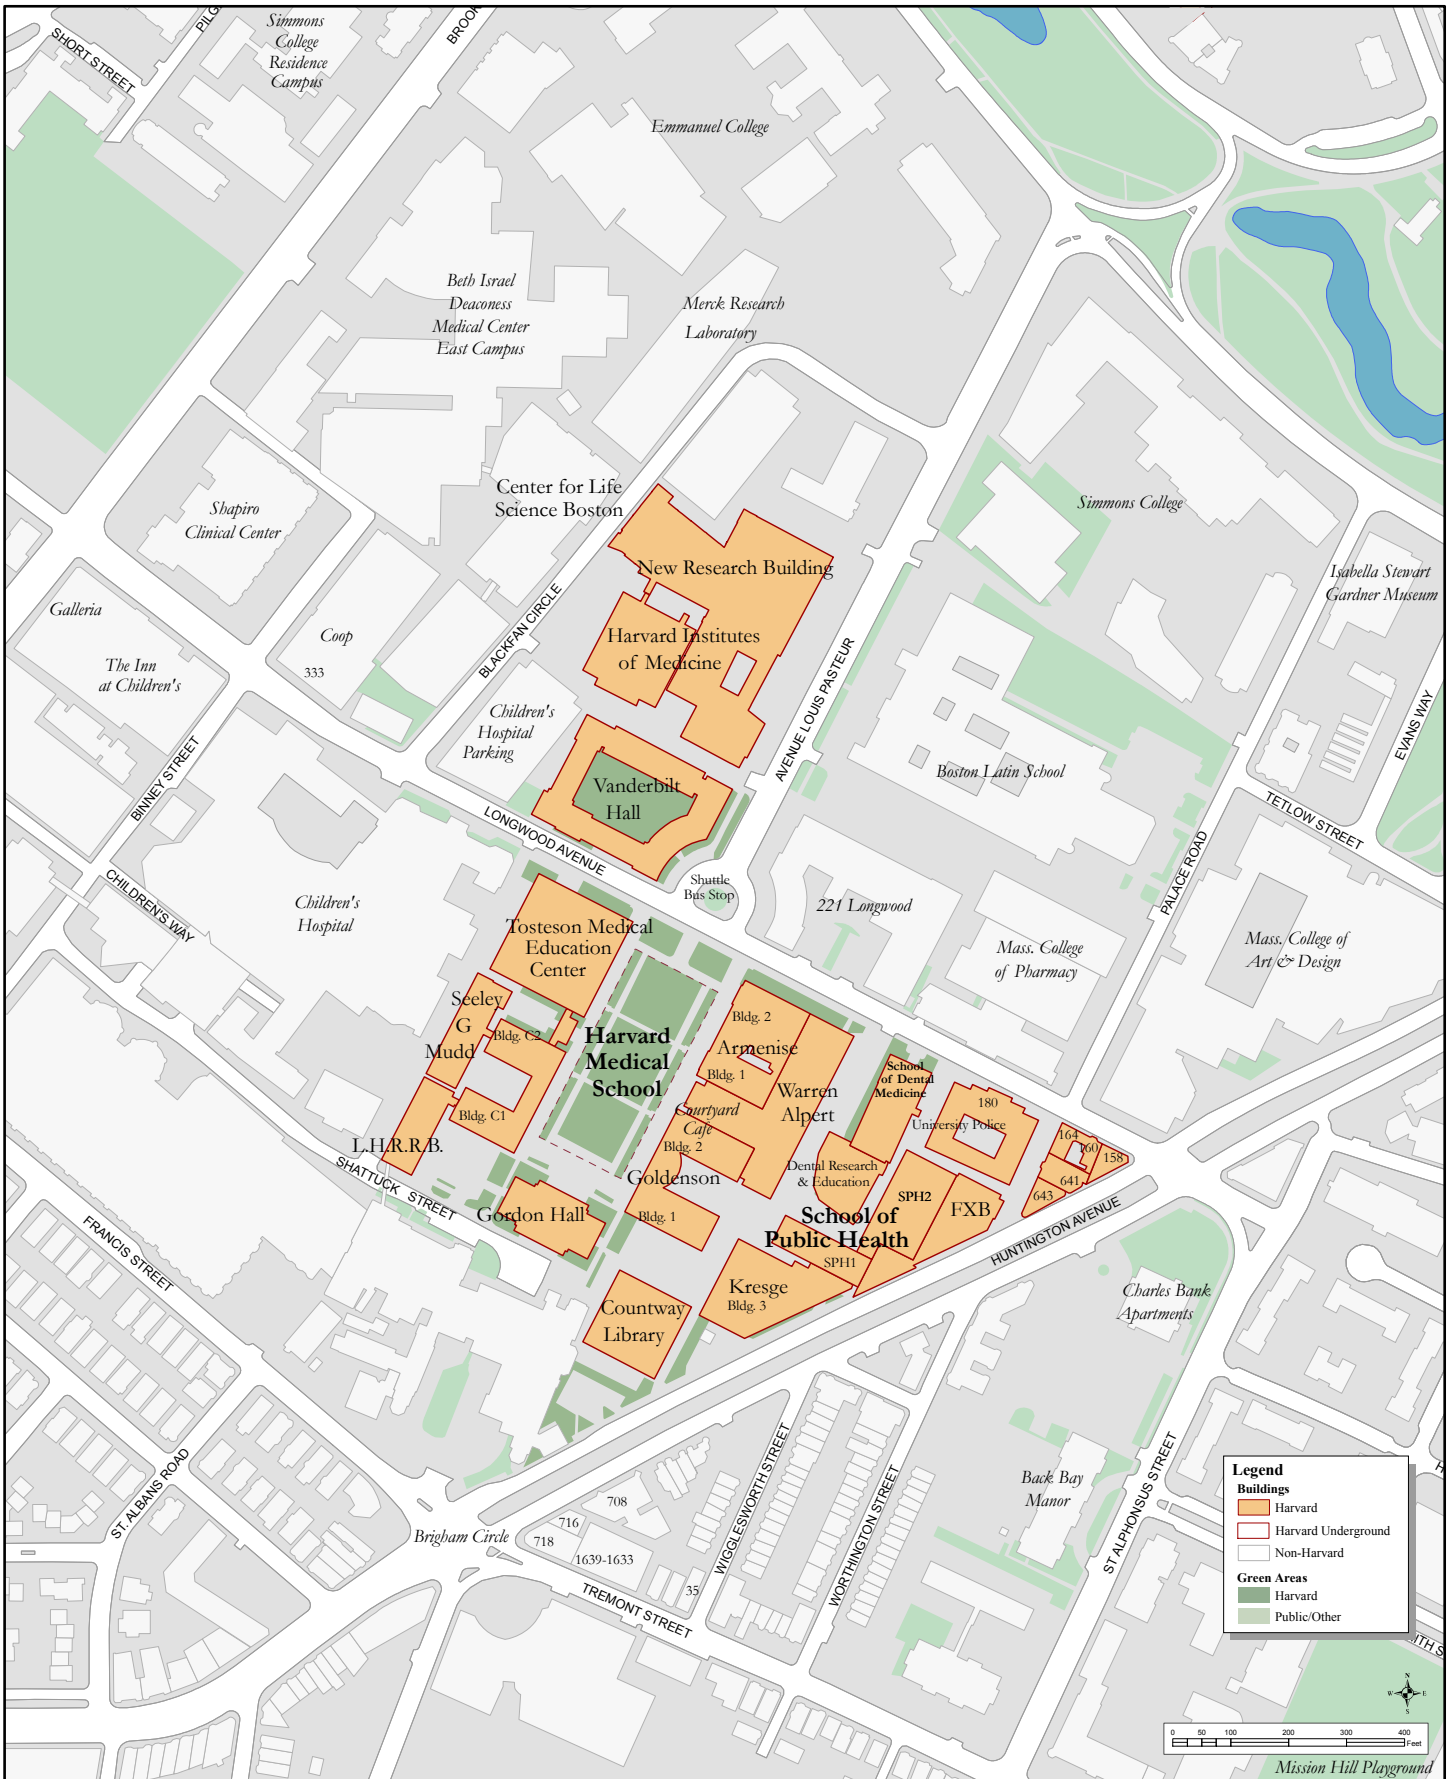 SHORT STREET
PILG
Simmons
College
Residence
Campus
BROOK
Emmanuel College
Beth Israel
Deaconess
Medical Center
East Campus
Merck Research
Laboratory
Center for Life
Science Boston
Shapiro
Clinical Center
Simmons College
New Research Building
Isabella Stewart
Gardner Museum
Galleria
Coop
333
The Inn
at Children's
BLACKFAN CIRCLE
Harvard Institutes
of Medicine
AVENUE LOUIS PASTEUR
EVANS WAY
Children's
Hospital
Parking
BINNEY STREET
Vanderbilt
Hall
Boston Latin School
TETLOW STREET
LONGWOOD AVENUE
PALACE ROAD
CHILDREN'S WAY
Children's
Hospital
Shuttle
Bus Stop
221 Longwood
Tosteson Medical
Education
Center
Mass. College
of Pharmacy
Mass. College of
Art & Design
Seeley
G
Mudd
Bldg. C2
Harvard
Medical
School
Bldg. 2
Armenise
Bldg. 1
Warren
Alpert
School
of Dental
Medicine
180
University Police
Bldg. C1
Courtyard
Cafe
L.H.R.R.B.
Bldg. 2
Goldenson
Bldg. 1
Dental Research
& Education
164
160
158
641
643
SHATTUCK STREET
Gordon Hall
SPH2
FXB
School of
Public Health
SPH1
HUNTINGTON AVENUE
FRANCIS STREET
Kresge
Bldg. 3
Countway
Library
Charles Bank
Apartments
ST. ALBANS ROAD
WIGGLESWORTH STREET
WORTHINGTON STREET
ST ALPHONSUS STREET
Back Bay
Manor
708
716
718
Brigham Circle
1639-1633
35
TREMONT STREET
H
ITH S
Legend
Buildings
Harvard
Harvard Underground
Non-Harvard
Green Areas
Harvard
Public/Other
N
W E
S
0 50 100 200 300 400
Feet
Mission Hill Playground